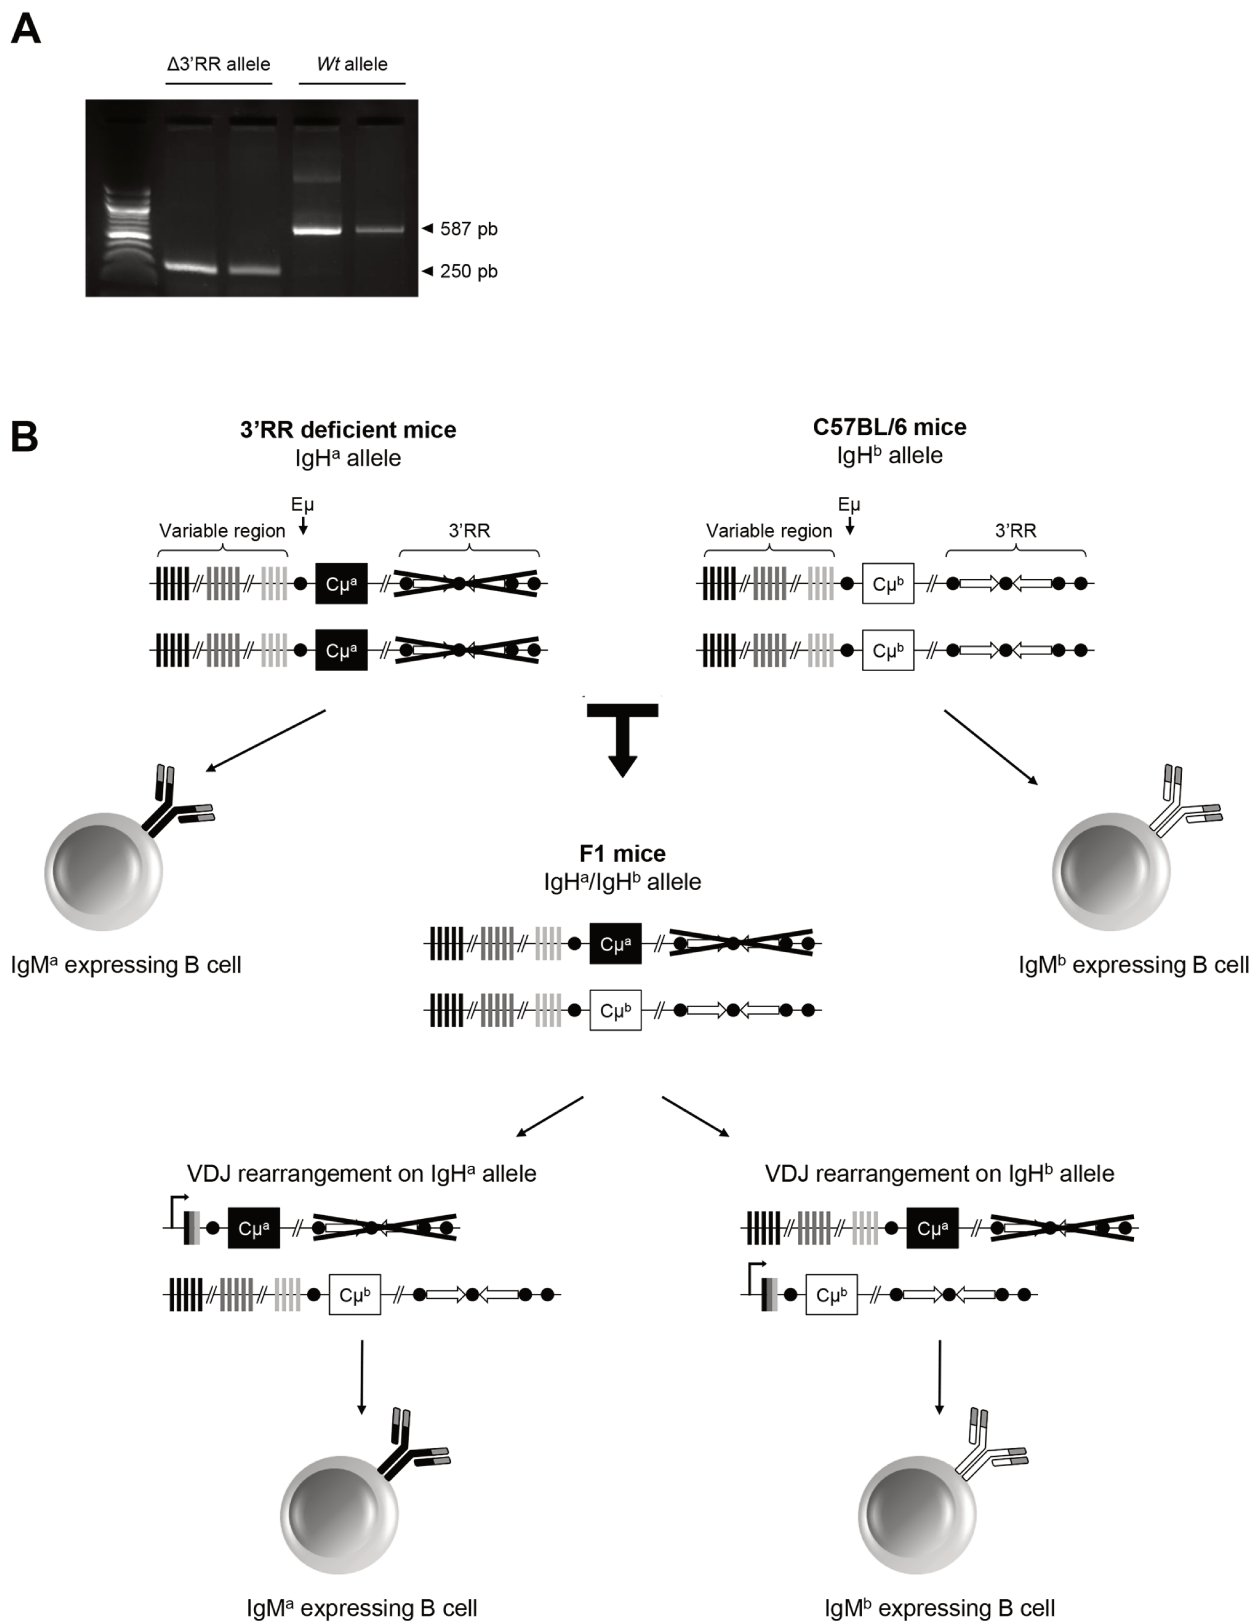 A
Δ3’RR allele
Wt allele
587 pb
250 pb
B
3’RR deficient mice
IgHᵃ allele
C57BL/6 mice
IgHᵇ allele
Eμ
Variable region
3’RR
Eμ
Variable region
3’RR
Cμᵃ
Cμᵇ
Cμᵃ
Cμᵇ
F1 mice
IgHᵃ/IgHᵇ allele
IgMᵃ expressing B cell
IgMᵇ expressing B cell
Cμᵃ
Cμᵇ
VDJ rearrangement on IgHᵃ allele
VDJ rearrangement on IgHᵇ allele
Cμᵃ
Cμᵃ
Cμᵇ
Cμᵇ
IgMᵃ expressing B cell
IgMᵇ expressing B cell